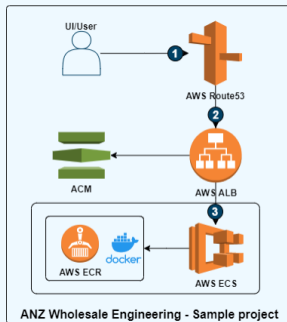 UI/User
1
AWS Route53
2
ACM
AWS ALB
3
AWS ECR
docker
AWS ECS
ANZ Wholesale Engineering - Sample project